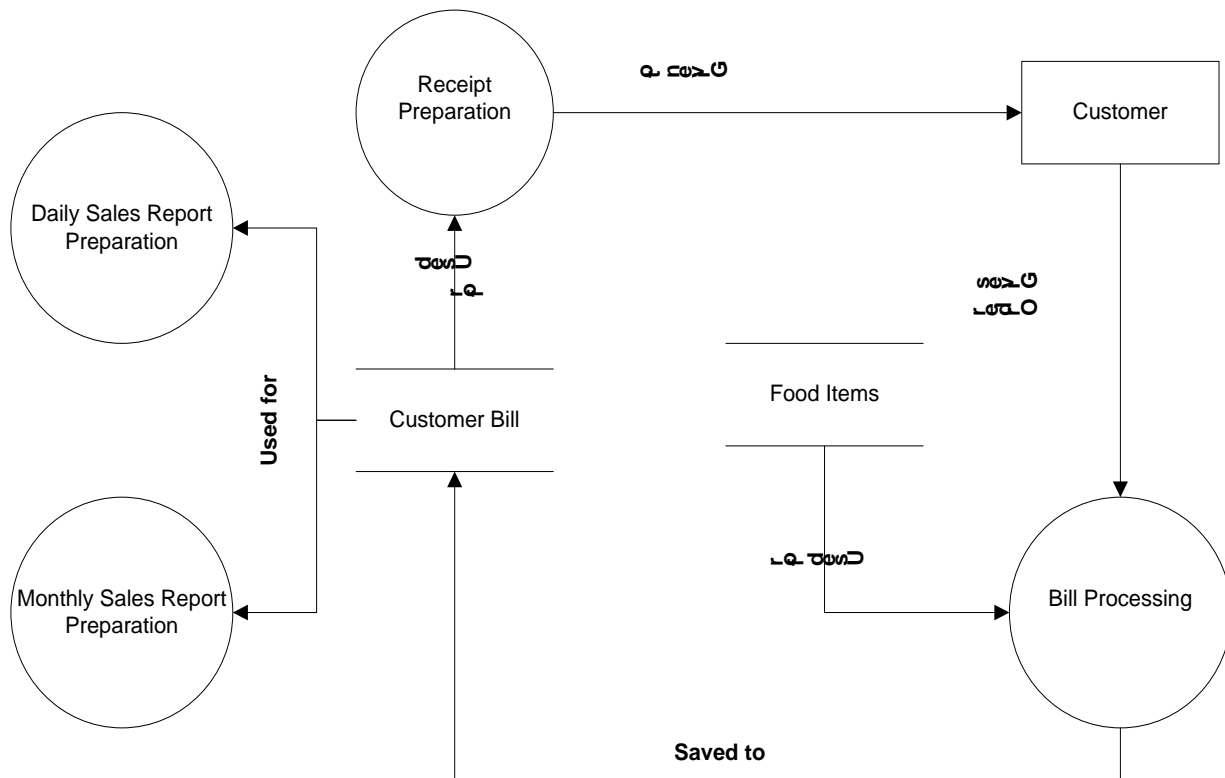 Receipt
Preparation
Customer
Daily Sales Report
Preparation
Used for
Customer Bill
Food Items
Monthly Sales Report
Preparation
Bill Processing
Saved to